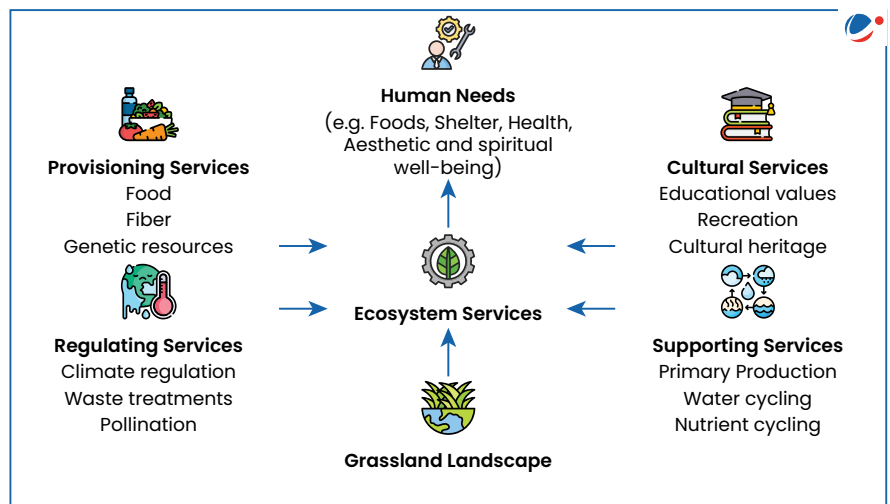 Human Needs
(e.g. Foods, Shelter, Health,
Aesthetic and spiritual
well-being)
Provisioning Services
Food
Fiber
Genetic resources
Cultural Services
Educational values
Recreation
Cultural heritage
Ecosystem Services
Regulating Services
Climate regulation
Waste treatments
Pollination
Supporting Services
Primary Production
Water cycling
Nutrient cycling
Grassland Landscape